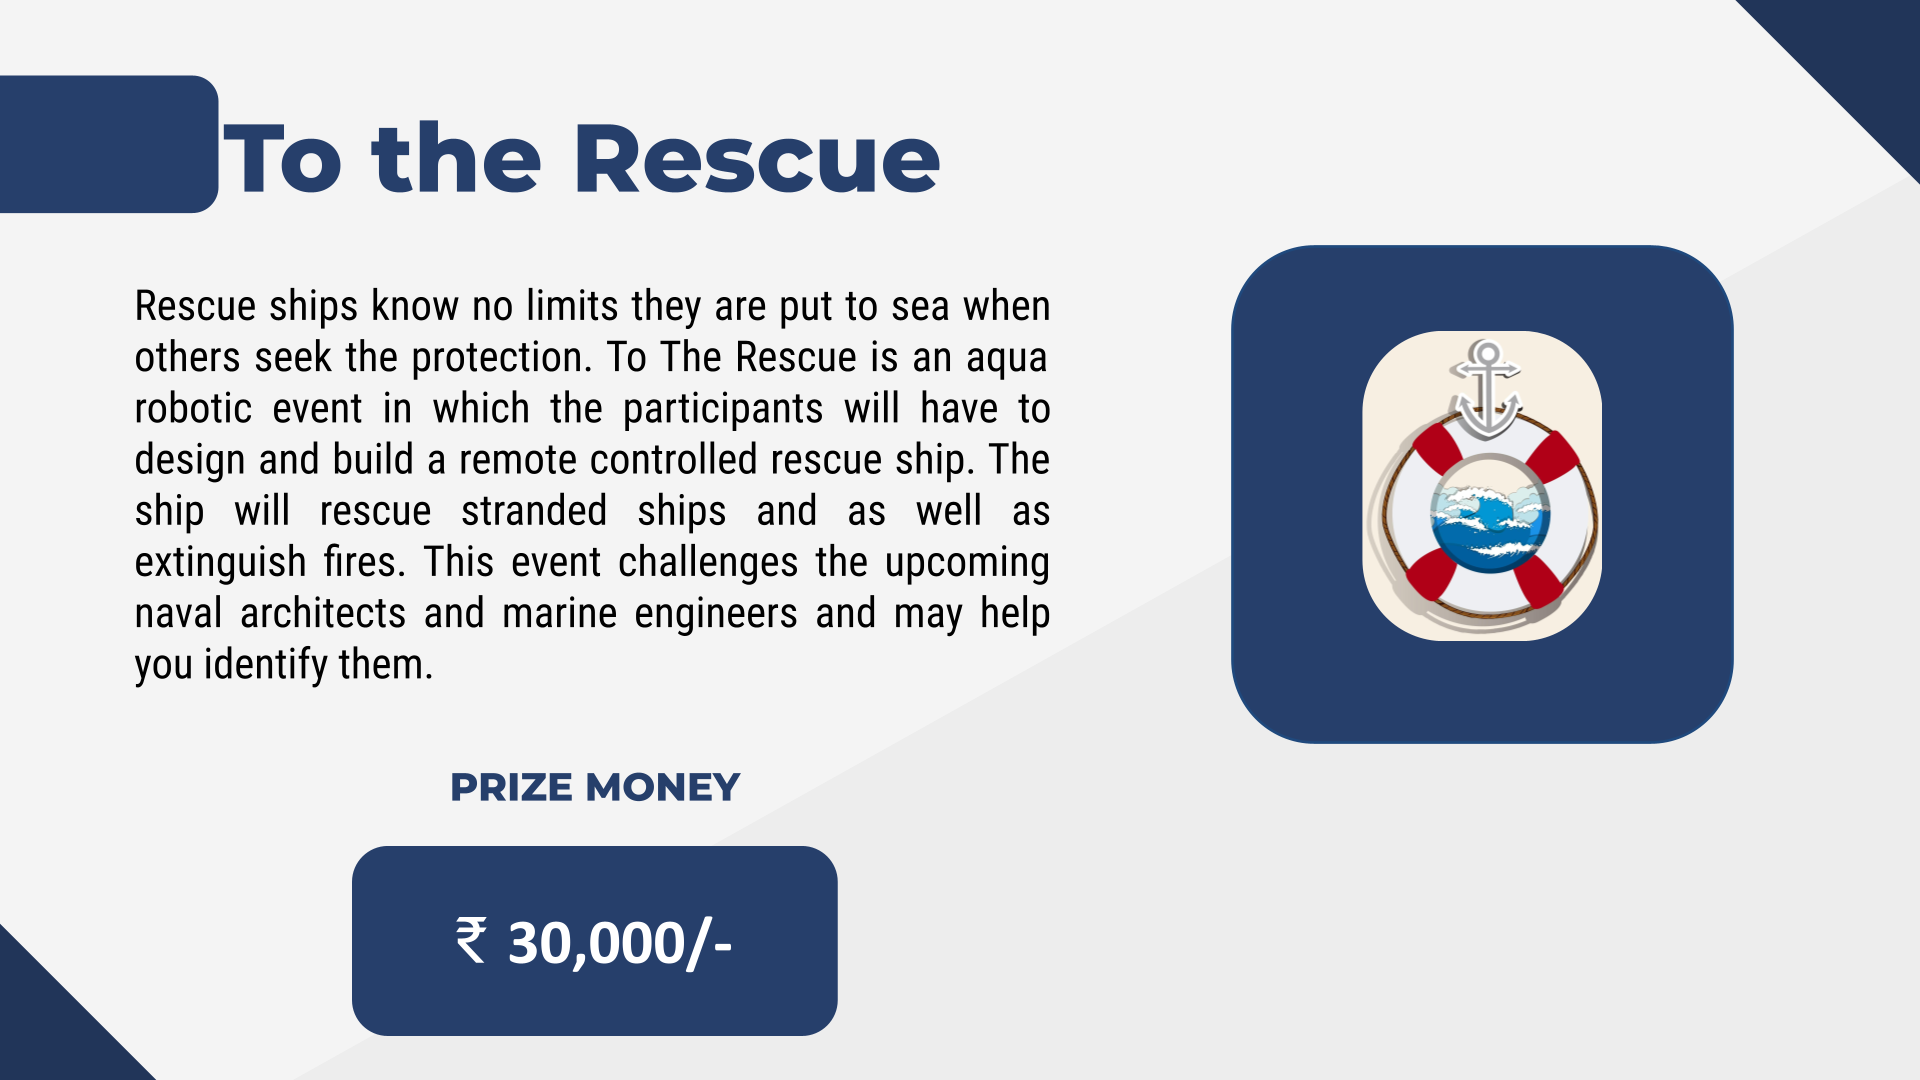 To the Rescue
Rescue ships know no limits they are put to sea when
others seek the protection. To The Rescue is an aqua
robotic event in which the participants will have to
design and build a remote controlled rescue ship. The
ship will rescue stranded ships and as well as
extinguish fires. This event challenges the upcoming
naval architects and marine engineers and may help
you identify them.
PRIZE MONEY
₹ 30,000/-